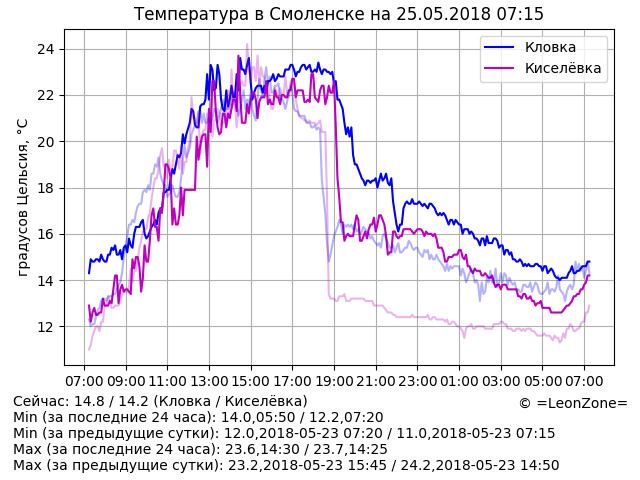 Температура в Смоленске на 25.05.2018 07:15
градусов Цельсия, °C
24
22
20
18
16
14
12
Кловка
Киселёвка
07:00 09:00 11:00 13:00 15:00 17:00 19:00 21:00 23:00 01:00 03:00 05:00 07:00
Сейчас: 14.8 / 14.2 (Кловка / Киселёвка)
© =LeonZone=
Min (за последние 24 часа): 14.0,05:50 / 12.2,07:20
Min (за предыдущие сутки): 12.0,2018-05-23 07:20 / 11.0,2018-05-23 07:15
Max (за последние 24 часа): 23.6,14:30 / 23.7,14:25
Max (за предыдущие сутки): 23.2,2018-05-23 15:45 / 24.2,2018-05-23 14:50